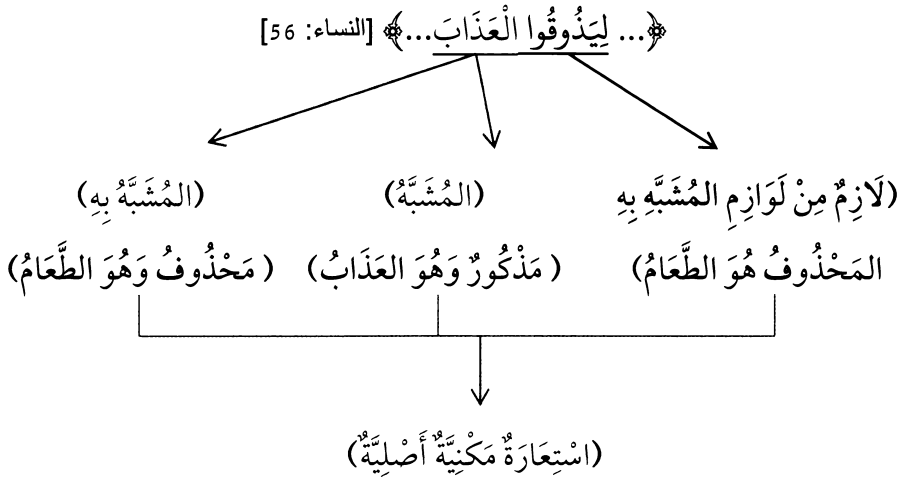 ﴿... لِيَذُوقُوا الْعَذَابَ...﴾ [النساء: 56]
(لَازِمٌ مِنْ لَوَازِمِ المُشَبَّهِ بِهِ
المَحْذُوفُ هُوَ الطَّعَامُ)
(المُشَبَّهُ)
( مَذْكُورٌ وَهُوَ العَذَابُ)
(المُشَبَّهُ بِهِ)
( مَحْذُوفُ وَهُوَ الطَّعَامُ)
(اسْتِعَارَةٌ مَكْنِيَّةٌ أَصْلِيَّةٌ)